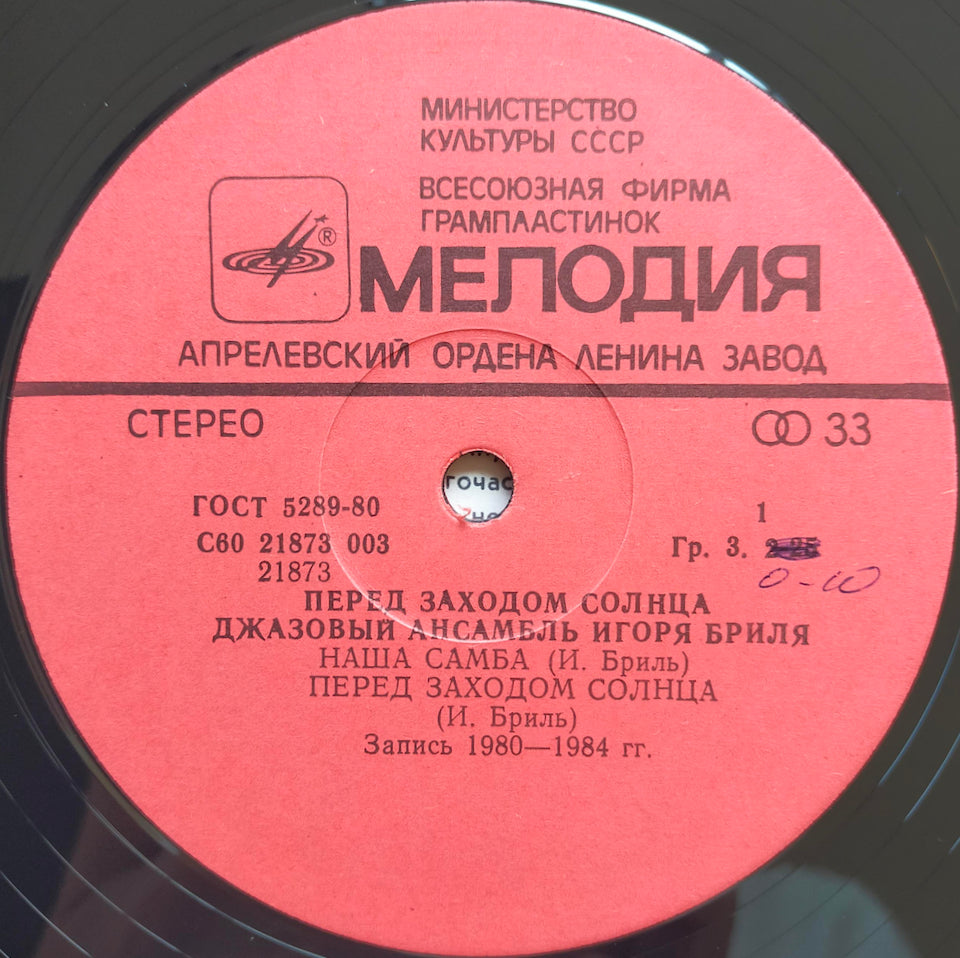 МИНИСТЕРСТВО
КУЛЬТУРЫ СССР
ВСЕСОЮЗНАЯ ФИРМА
ГРАМПЛАСТИНОК
®
МЕЛОДИЯ
АПРЕЛЕВСКИЙ ОРДЕНА ЛЕНИНА ЗАВОД
СТЕРЕО 33
гочас
ГОСТ 5289-80 1
С60 21873 003 Гр. 3.
21873 0-10
ПЕРЕД ЗАХОДОМ СОЛНЦА
ДЖАЗОВЫЙ АНСАМБЛЬ ИГОРЯ БРИЛЯ
НАША САМБА (И. Бриль)
ПЕРЕД ЗАХОДОМ СОЛНЦА
(И. Бриль)
Запись 1980—1984 гг.